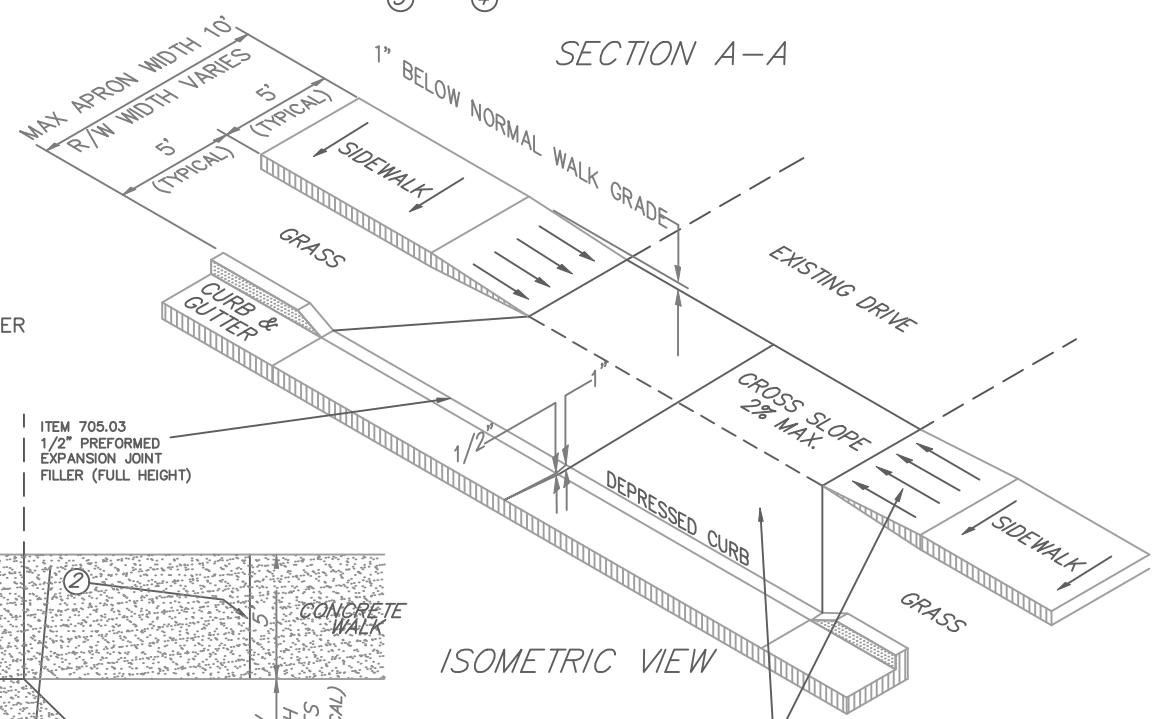 SECTION A-A
MAX APRON WIDTH 10'
R/W WIDTH VARIES
5'
(TYPICAL)
5'
(TYPICAL)
1" BELOW NORMAL WALK GRADE
SIDEWALK
GRASS
EXISTING DRIVE
CURB &
GUTTER
ER
1"
1/2"
CROSS SLOPE
2% MAX.
ITEM 705.03
1/2" PREFORMED
EXPANSION JOINT
FILLER (FULL HEIGHT)
DEPRESSED CURB
SIDEWALK
GRASS
2
5'
CONCRETE
WALK
ISOMETRIC VIEW